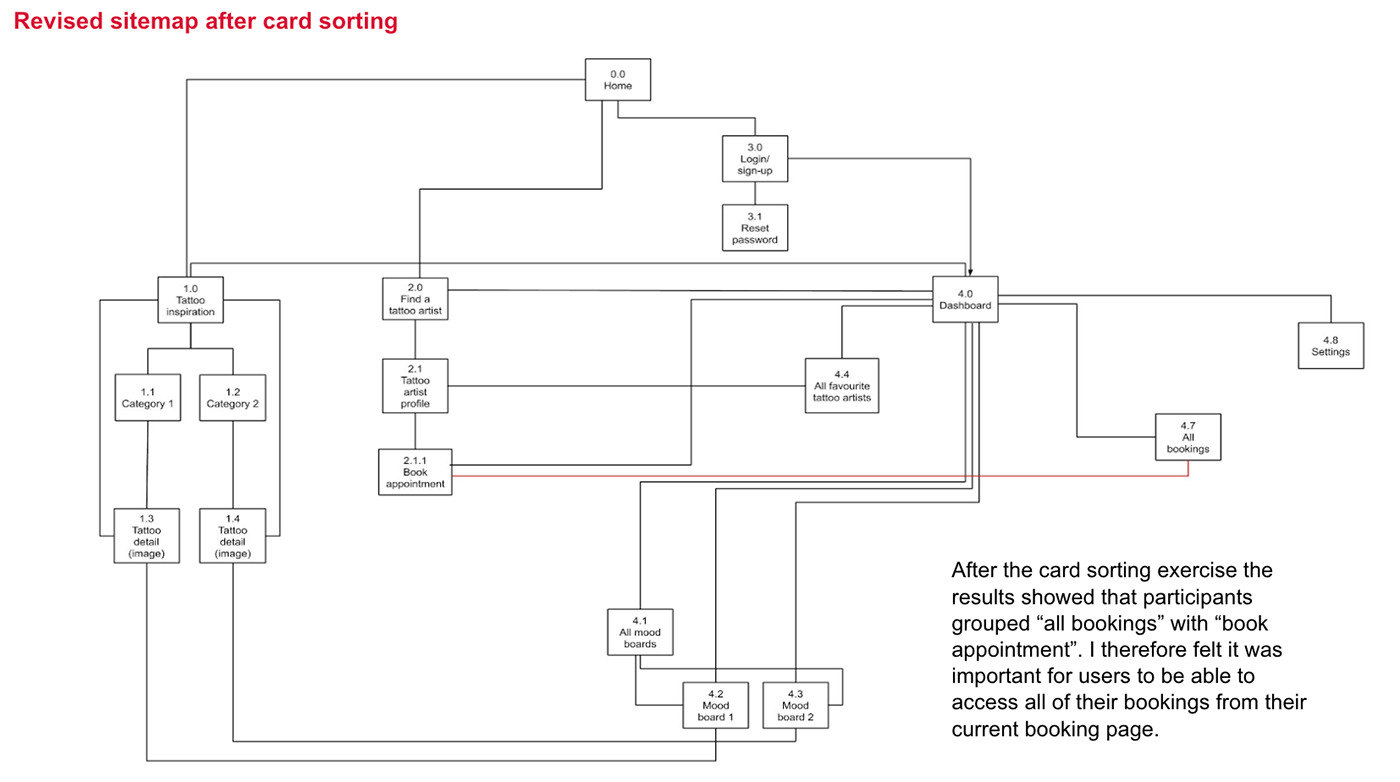 Revised sitemap after card sorting
0.0
Home
3.0
Login/
sign-up
3.1
Reset
password
1.0
Tattoo
inspiration
2.0
Find a
tattoo artist
4.0
Dashboard
4.8
Settings
1.1
Category 1
1.2
Category 2
2.1
Tattoo
artist
profile
4.4
All favourite
tattoo artists
4.7
All
bookings
2.1.1
Book
appointment
1.3
Tattoo
detail
(image)
1.4
Tattoo
detail
(image)
4.1
All mood
boards
4.2
Mood
board 1
4.3
Mood
board 2
After the card sorting exercise the
results showed that participants
grouped “all bookings” with “book
appointment”. I therefore felt it was
important for users to be able to
access all of their bookings from their
current booking page.